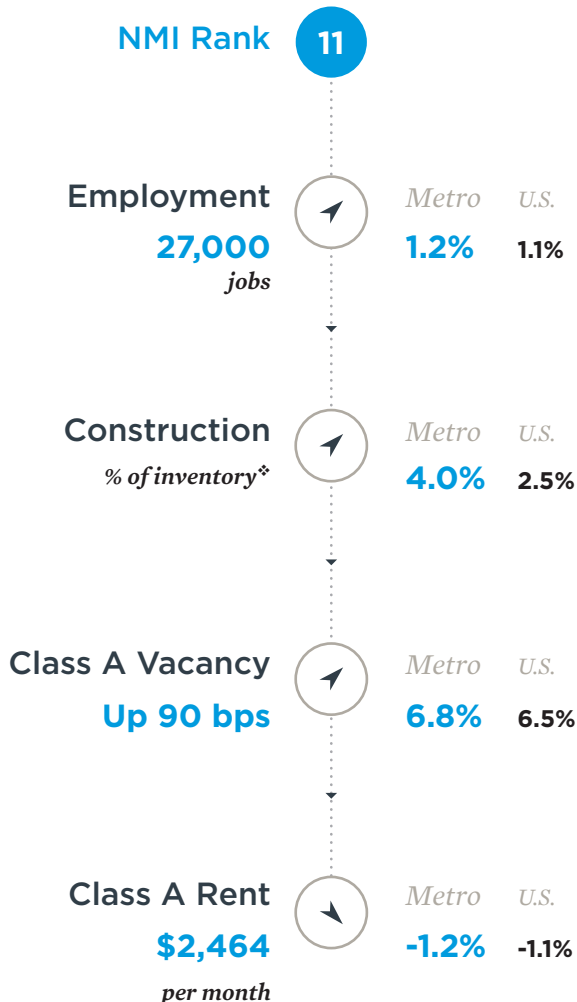 NMI Rank 11
Employment Metro U.S.
27,000 1.2% 1.1%
jobs
Construction Metro U.S.
% of inventory❖ 4.0% 2.5%
Class A Vacancy Metro U.S.
Up 90 bps 6.8% 6.5%
Class A Rent Metro U.S.
$2,464 -1.2% -1.1%
per month